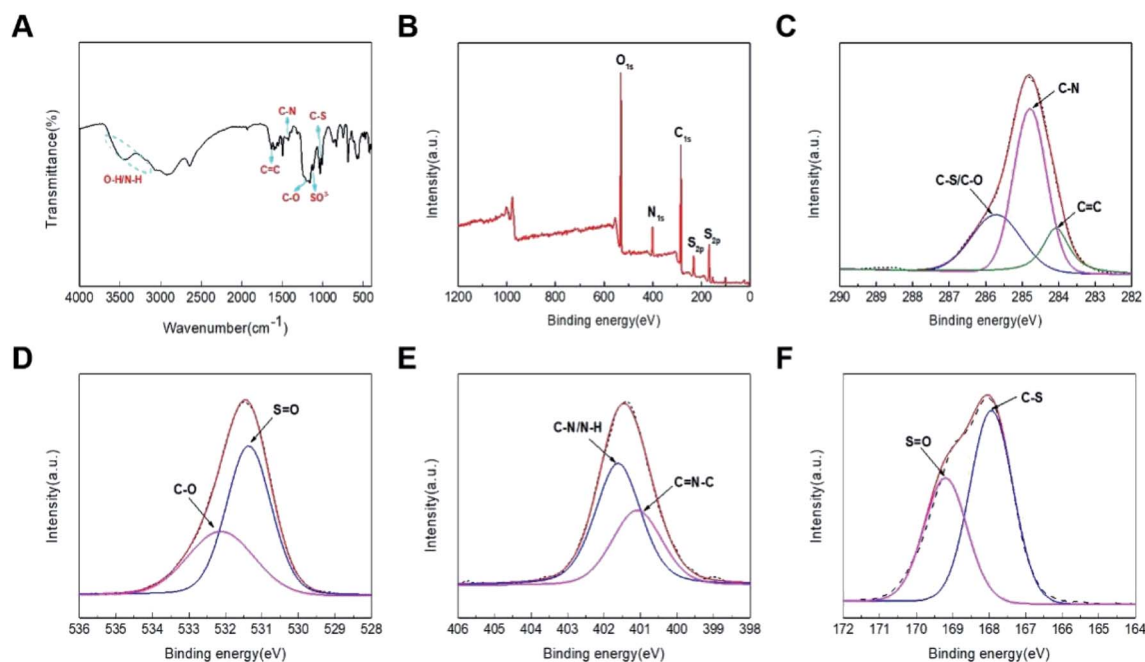 A
Transmittance(%)
O-H/N-H
C=C
C-N
C-O
C-S
SO³⁻
4000 3500 3000 2500 2000 1500 1000 500
Wavenumber(cm⁻¹)
B
Intensity(a.u.)
O1s
N1s
C1s
S2p
S2p
1200 1000 800 600 400 200 0
Binding energy(eV)
C
Intensity(a.u.)
C-N
C-S/C-O
C=C
290 289 288 287 286 285 284 283 282
Binding energy(eV)
D
Intensity(a.u.)
S=O
C-O
536 535 534 533 532 531 530 529 528
Binding energy(eV)
E
Intensity(a.u.)
C-N/N-H
C=N-C
406 405 404 403 402 401 400 399 398
Binding energy(eV)
F
Intensity(a.u.)
C-S
S=O
172 171 170 169 168 167 166 165 164
Binding energy(eV)